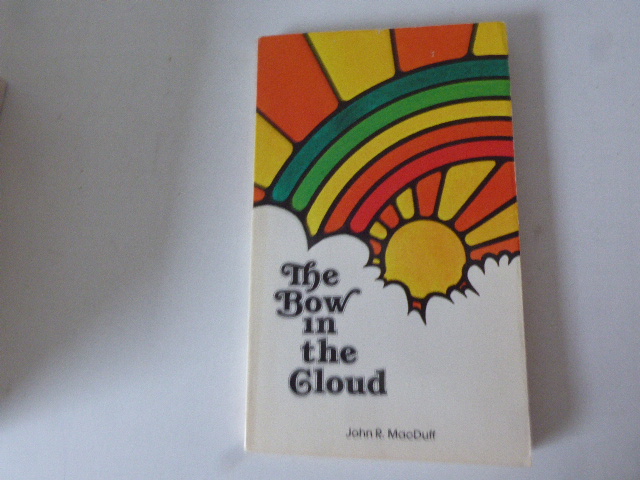 The
Bow
in
the
Cloud
John R. MacDuff